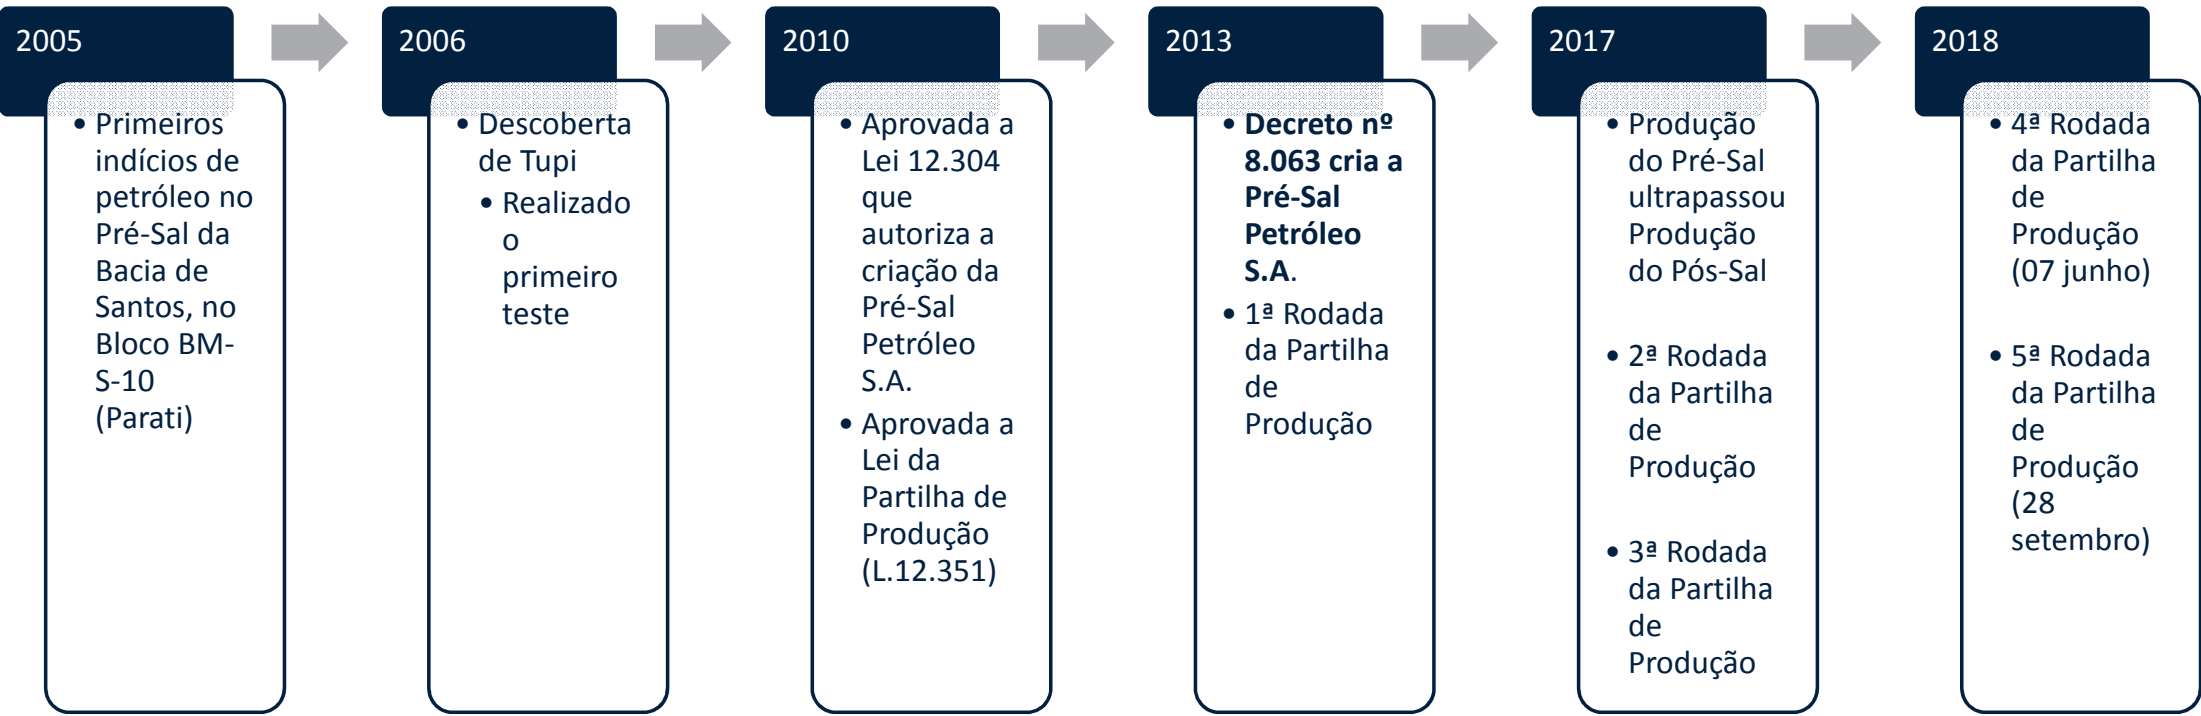 2005
• Primeiros
indícios de
petróleo no
Pré-Sal da
Bacia de
Santos, no
Bloco BM-
S-10
(Parati)
2006
• Descoberta
de Tupi
• Realizado
o
primeiro
teste
2010
• Aprovada a
Lei 12.304
que
autoriza a
criação da
Pré-Sal
Petróleo
S.A.
• Aprovada a
Lei da
Partilha de
Produção
(L.12.351)
2013
• Decreto nº
8.063 cria a
Pré-Sal
Petróleo
S.A.
• 1ª Rodada
da Partilha
de
Produção
2017
• Produção
do Pré-Sal
ultrapassou
Produção
do Pós-Sal
• 2ª Rodada
da Partilha
de
Produção
• 3ª Rodada
da Partilha
de
Produção
2018
• 4ª Rodada
da Partilha
de
Produção
(07 junho)
• 5ª Rodada
da Partilha
de
Produção
(28
setembro)